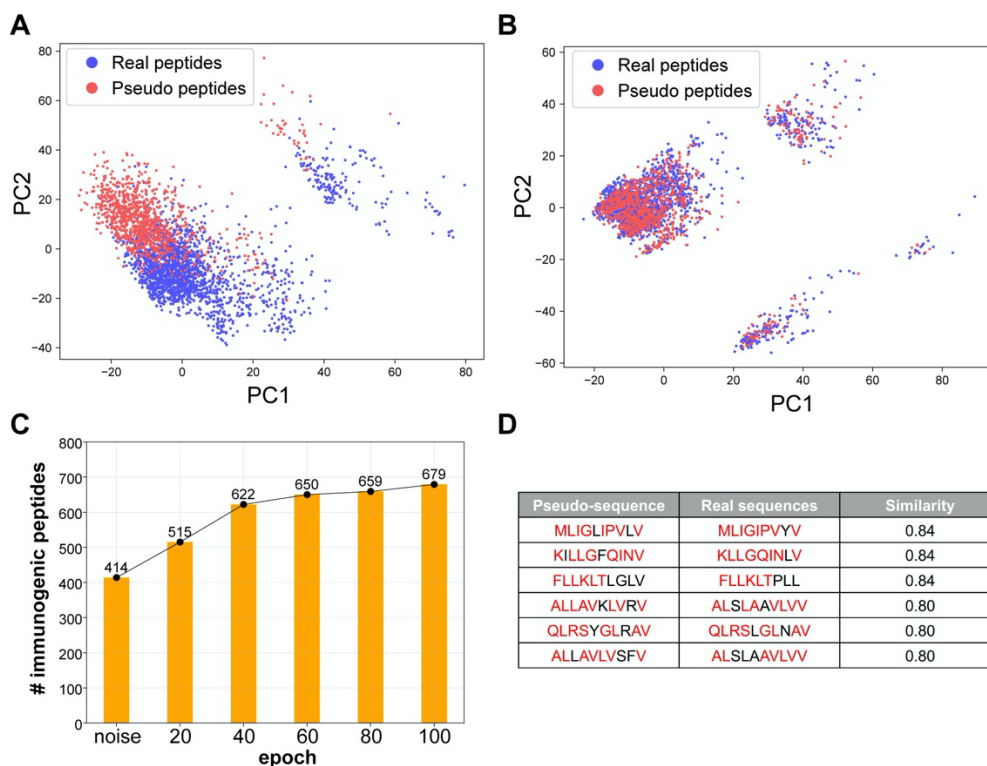 A
Real peptides
Pseudo peptides
80
60
40
20
0
−20
−40
PC2
−20 0 20 40 60 80
PC1
B
Real peptides
Pseudo peptides
60
40
20
0
−20
−40
−60
PC2
−20 0 20 40 60 80
PC1
C
# immunogenic peptides
800
700
600
500
400
300
200
100
0
414
515
622
650
659
679
noise 20 40 60 80 100
epoch
D
Pseudo-sequence Real sequences Similarity
MLIGLIPVLV MLIGIPVYV 0.84
KILLGFQINV KLLGQINLV 0.84
FLLKLTLGLV FLLKLTPLL 0.84
ALLAVKLVRV ALSLAAVLVV 0.80
QLRSYGLRAV QLRSLGLNAV 0.80
ALLAVLVSFV ALSLAAVLVV 0.80